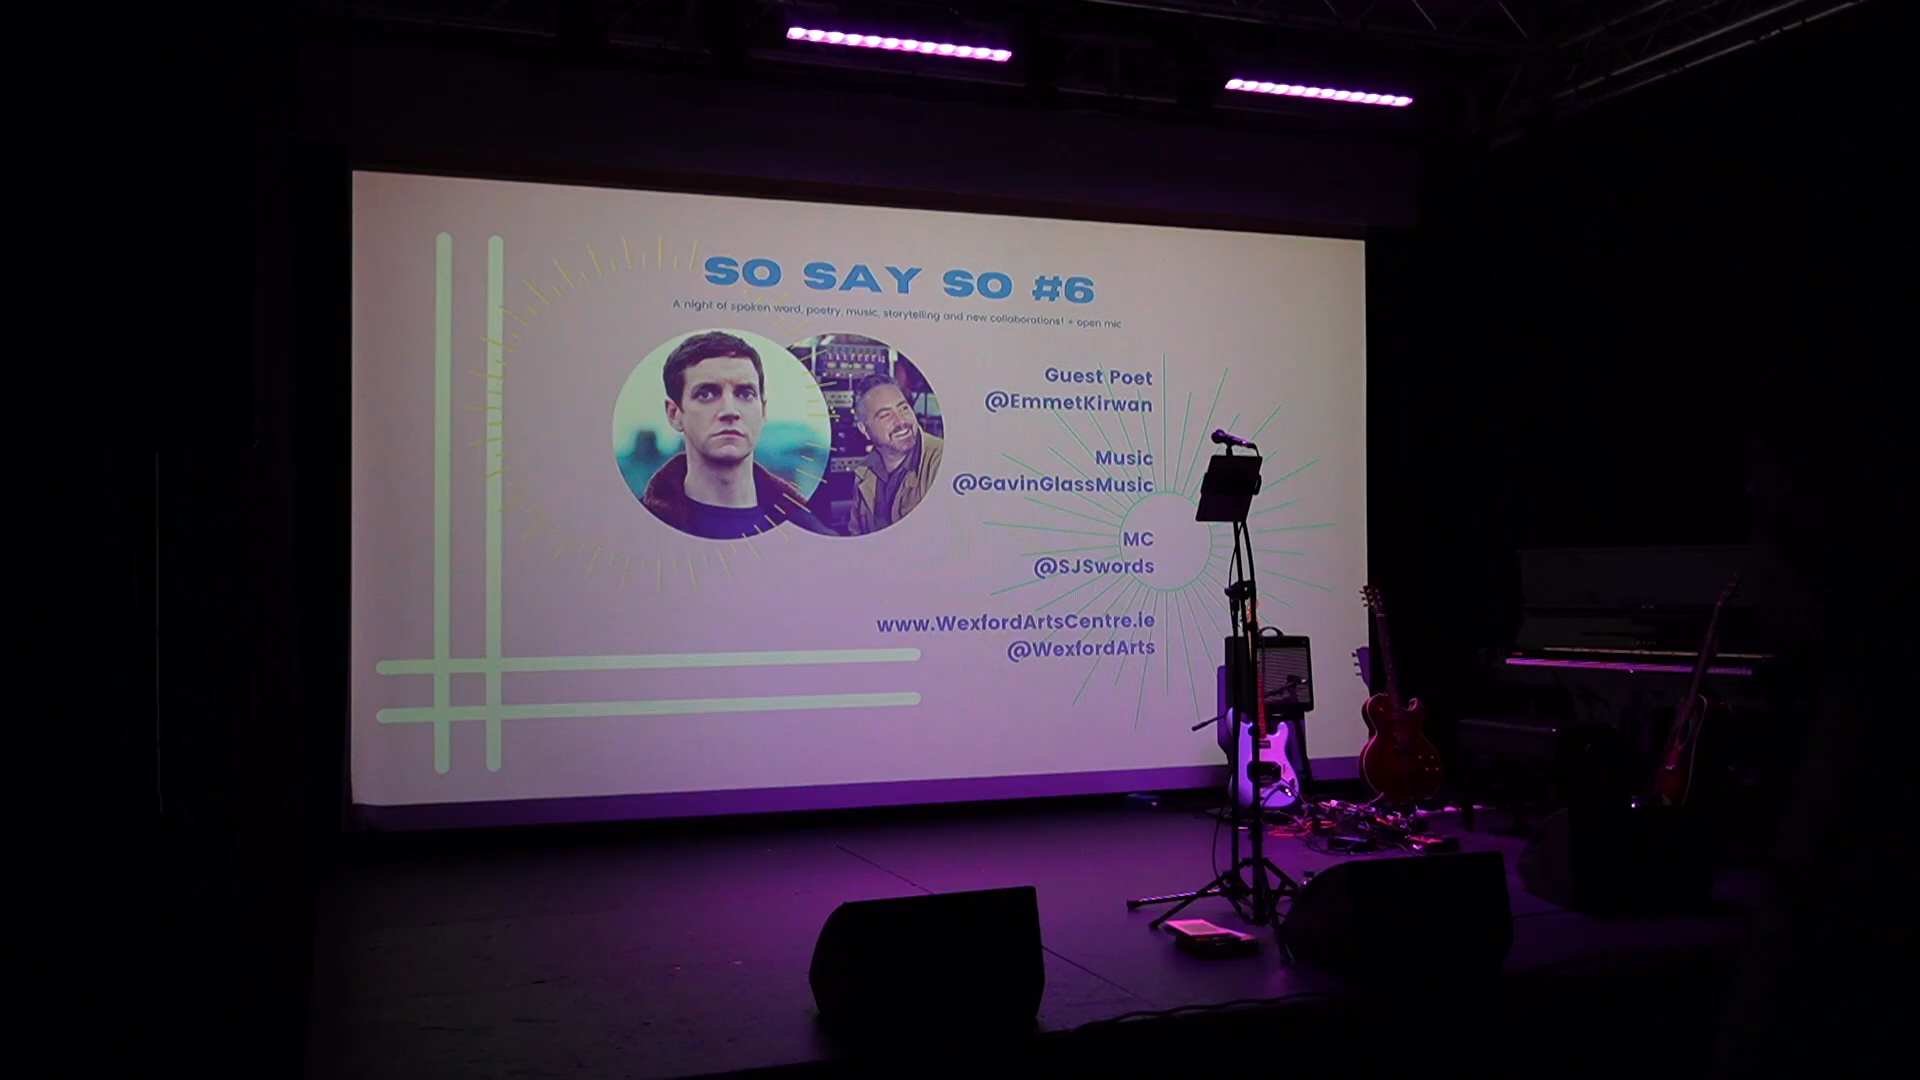 SO SAY SO #6
A night of spoken word, poetry, music, storytelling and new collaborations! + open mic
Guest Poet
@EmmetKirwan
Music
@GavinGlassMusic
MC
@SJSwords
www.WexfordArtsCentre.ie
@WexfordArts